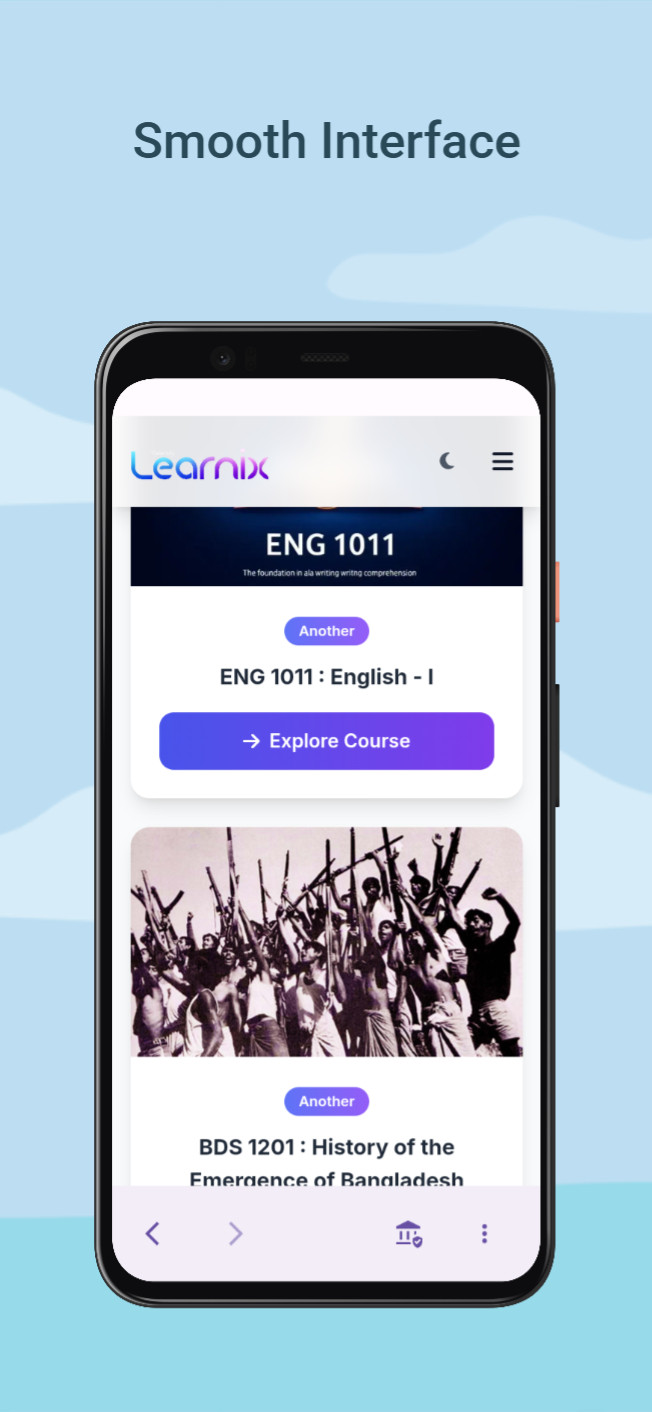 Smooth Interface
Learnix
ENG 1011
The foundation in ala writing writng comprehension
Another
ENG 1011 : English - I
Explore Course
Another
BDS 1201 : History of the
Emergence of Bangladesh